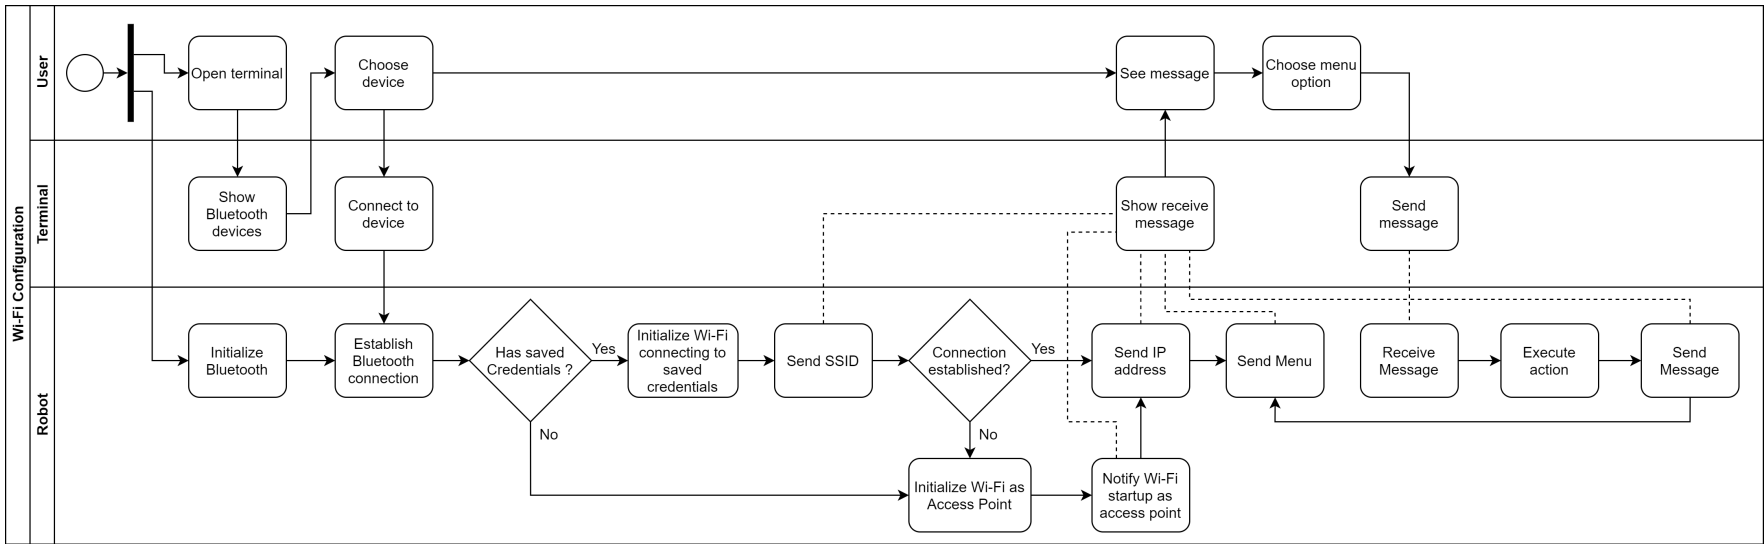 Wi-Fi Configuration
User
Open terminal
Choose
device
See message
Choose menu
option
Terminal
Show
Bluetooth
devices
Connect to
device
Show receive
message
Send
message
Robot
Initialize
Bluetooth
Establish
Bluetooth
connection
Has saved
Credentials ?
Yes
No
Initialize Wi-Fi
connecting to
saved
credentials
Send SSID
Connection
established?
Yes
No
Send IP
address
Send Menu
Receive
Message
Execute
action
Send
Message
Initialize Wi-Fi as
Access Point
Notify Wi-Fi
startup as
access point